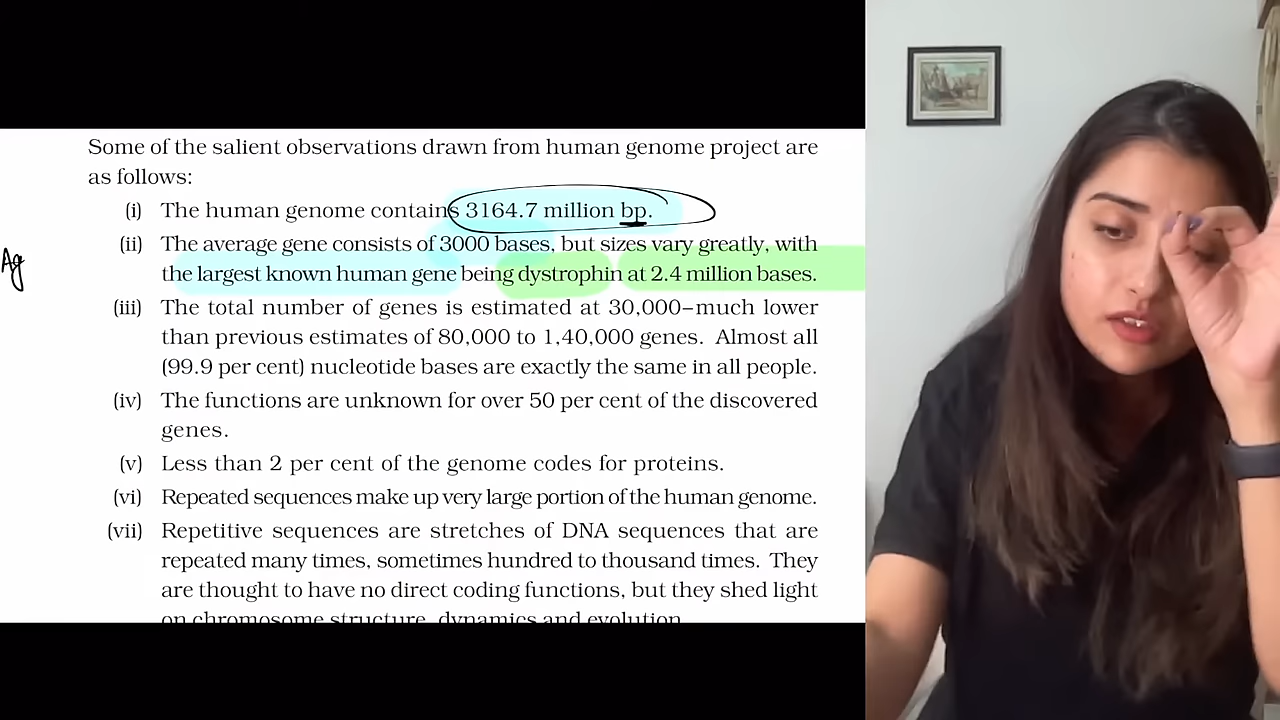 Some of the salient observations drawn from human genome project are
as follows:
(i) The human genome contains 3164.7 million bp.
(ii) The average gene consists of 3000 bases, but sizes vary greatly, with
Ag
the largest known human gene being dystrophin at 2.4 million bases.
(iii) The total number of genes is estimated at 30,000–much lower
than previous estimates of 80,000 to 1,40,000 genes. Almost all
(99.9 per cent) nucleotide bases are exactly the same in all people.
(iv) The functions are unknown for over 50 per cent of the discovered
genes.
(v) Less than 2 per cent of the genome codes for proteins.
(vi) Repeated sequences make up very large portion of the human genome.
(vii) Repetitive sequences are stretches of DNA sequences that are
repeated many times, sometimes hundred to thousand times. They
are thought to have no direct coding functions, but they shed light
on chromosome structure, dynamics and evolution.